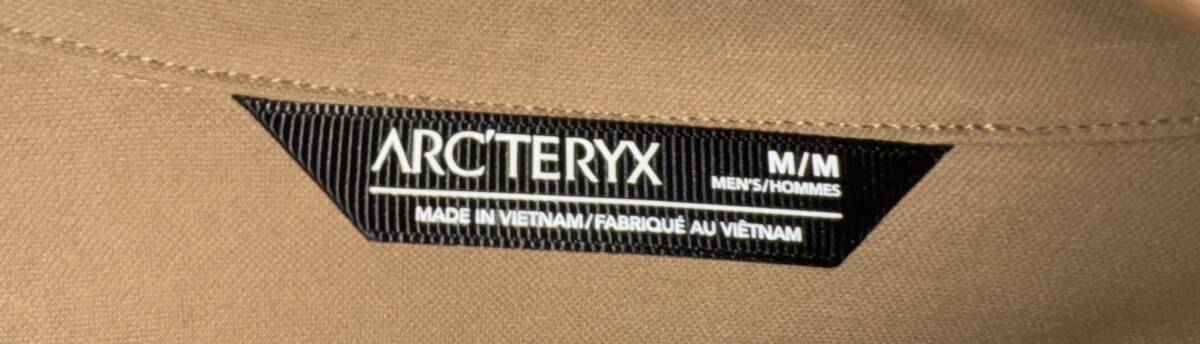 ARC'TERYX M/M
MEN'S/HOMMES
MADE IN VIETNAM/FABRIQUÉ AU VIÊTNAM